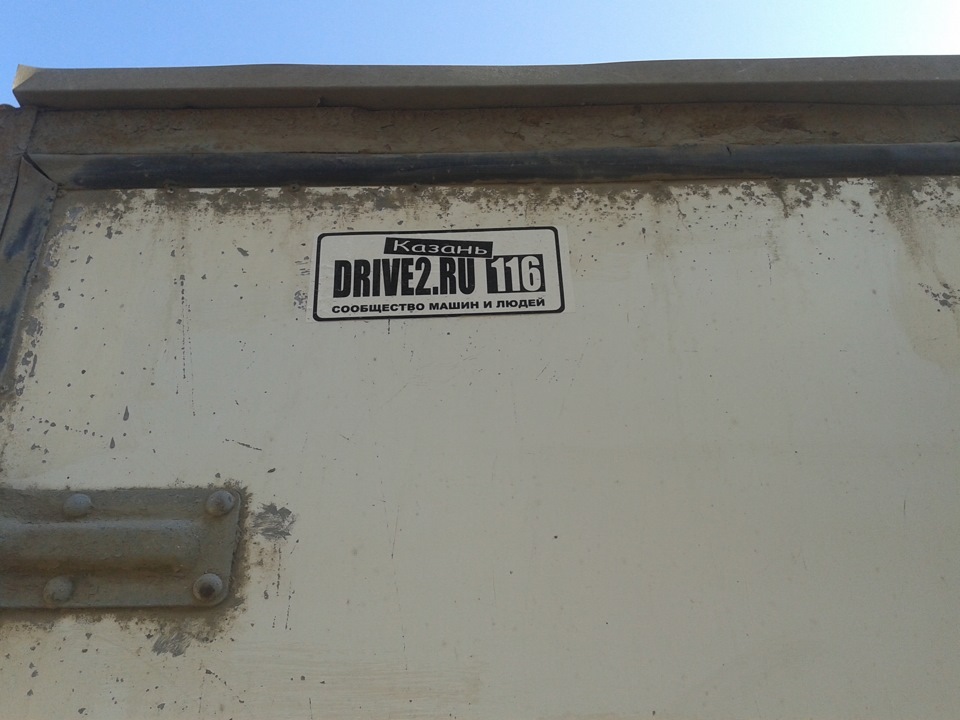 Казань
DRIVE2.RU 116
СООБЩЕСТВО МАШИН И ЛЮДЕЙ